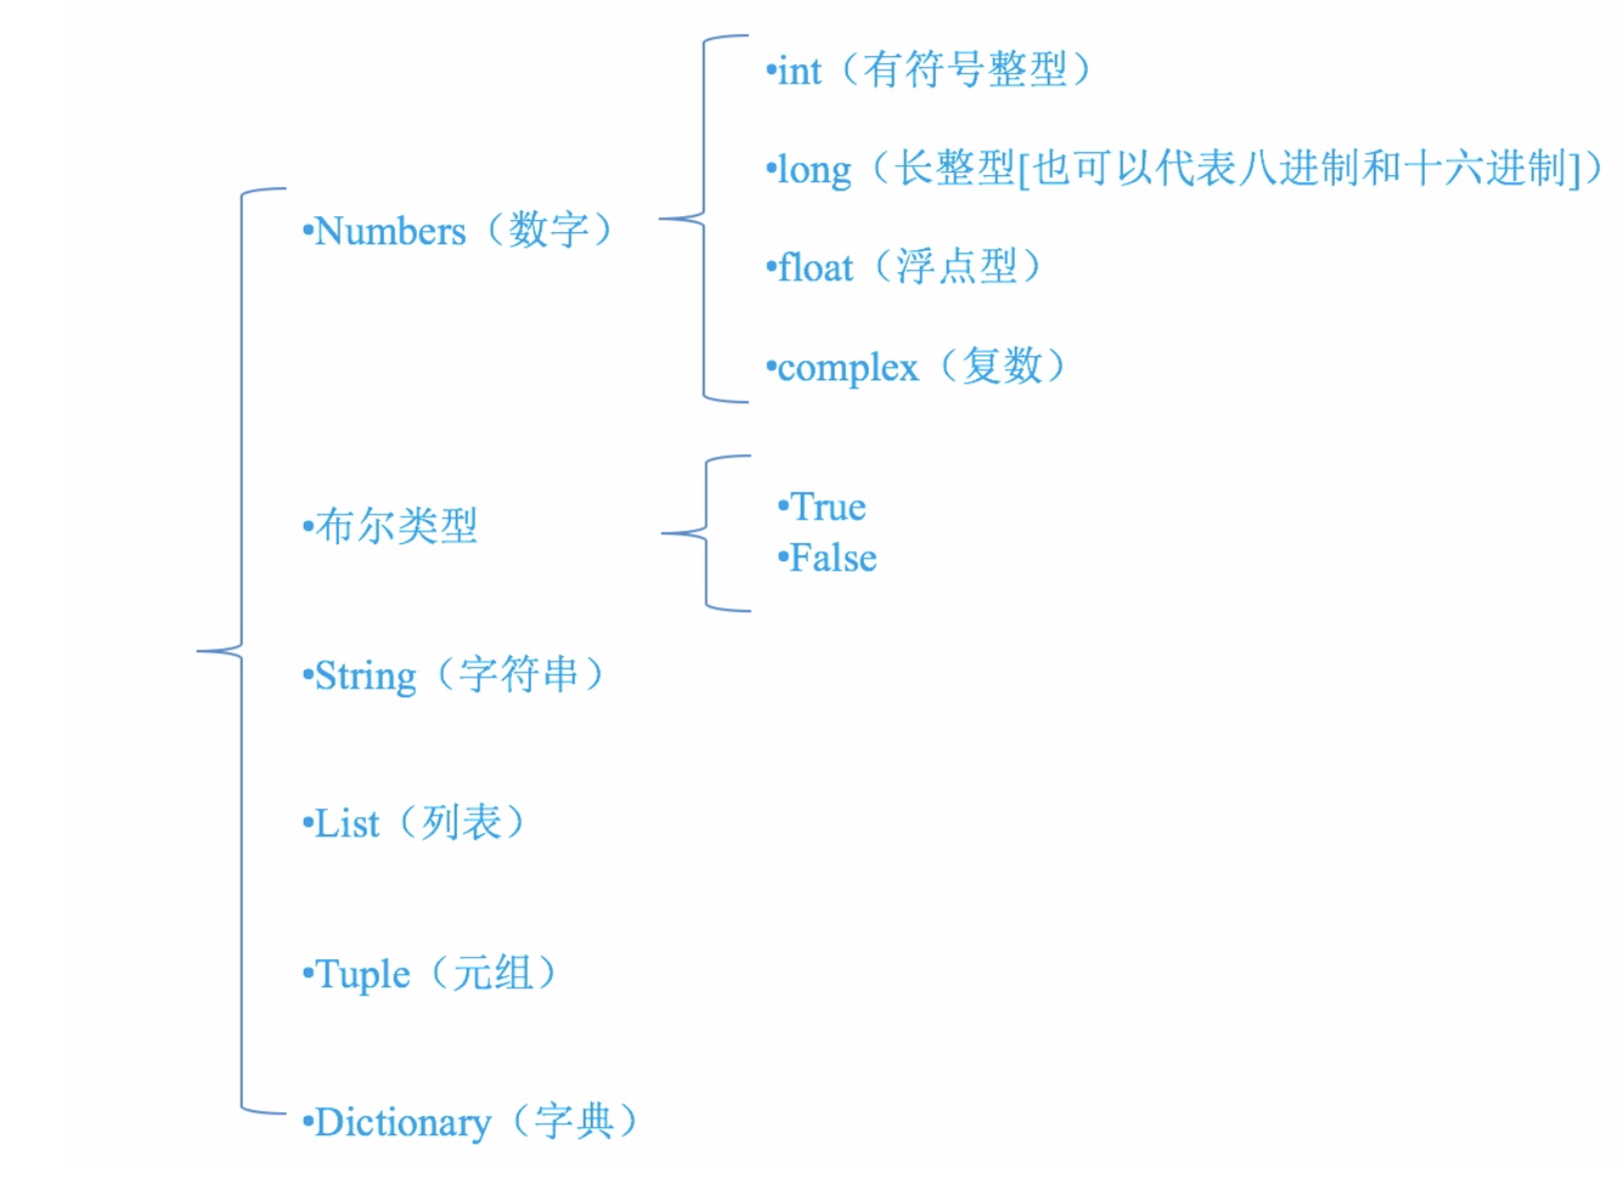 •Numbers（数字）
•int（有符号整型）
•long（长整型[也可以代表八进制和十六进制]）
•float（浮点型）
•complex（复数）
•布尔类型
•True
•False
•String（字符串）
•List（列表）
•Tuple（元组）
•Dictionary（字典）